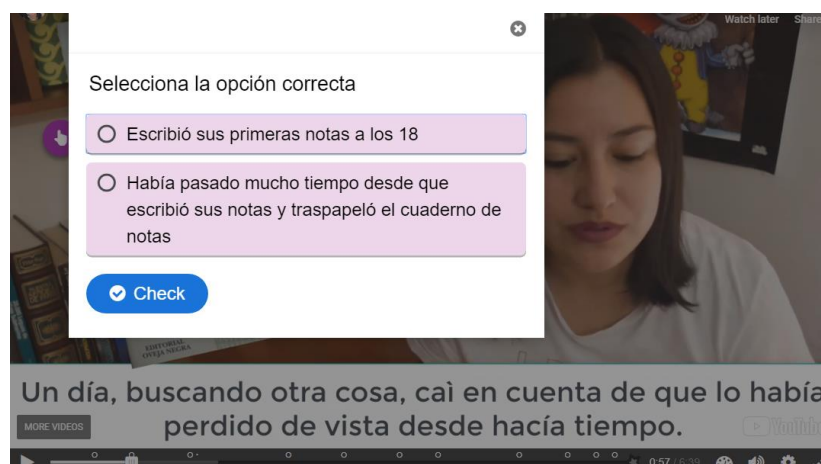 Watch later Share
Selecciona la opción correcta
Escribió sus primeras notas a los 18
Había pasado mucho tiempo desde que
escribió sus notas y traspapeló el cuaderno de
notas
Check
EDITORIAL
OVEJA NEGRA
Un día, buscando otra cosa, caì en cuenta de que lo había
perdido de vista desde hacía tiempo.
MORE VIDEOS
YouTube
0:57 / 6:39